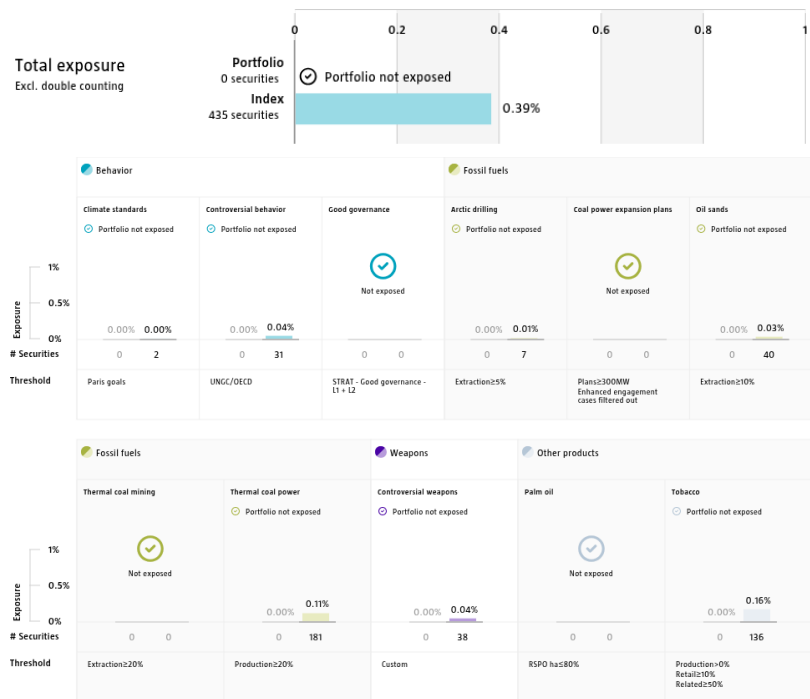 0 0.2 0.4 0.6 0.8 1
Total exposure
Excl. double counting
Portfolio
0 securities
Portfolio not exposed
Index
435 securities
0.39%
Behavior
Fossil fuels
Climate standards
Controversial behavior
Good governance
Arctic drilling
Coal power expansion plans
Oil sands
Portfolio not exposed
Portfolio not exposed
Portfolio not exposed
Portfolio not exposed
Not exposed
Not exposed
Exposure
1%
0.5%
0%
0.00% 0.00%
0.00% 0.04%
0.00% 0.01%
0.00% 0.03%
# Securities
0 2
0 31
0 0
0 7
0 0
0 40
Threshold
Paris goals
UNGC/OECD
STRAT - Good governance -
L1 + L2
Extraction≥5%
Plans≥300MW
Enhanced engagement
cases filtered out
Extraction≥10%
Fossil fuels
Weapons
Other products
Thermal coal mining
Thermal coal power
Controversial weapons
Palm oil
Tobacco
Portfolio not exposed
Portfolio not exposed
Portfolio not exposed
Not exposed
Not exposed
Exposure
1%
0.5%
0%
0.00% 0.11%
0.00% 0.04%
0.00% 0.16%
# Securities
0 0
0 181
0 38
0 0
0 136
Threshold
Extraction≥20%
Production≥20%
Custom
RSPO ha≤80%
Production>0%
Retail≥10%
Related≥50%